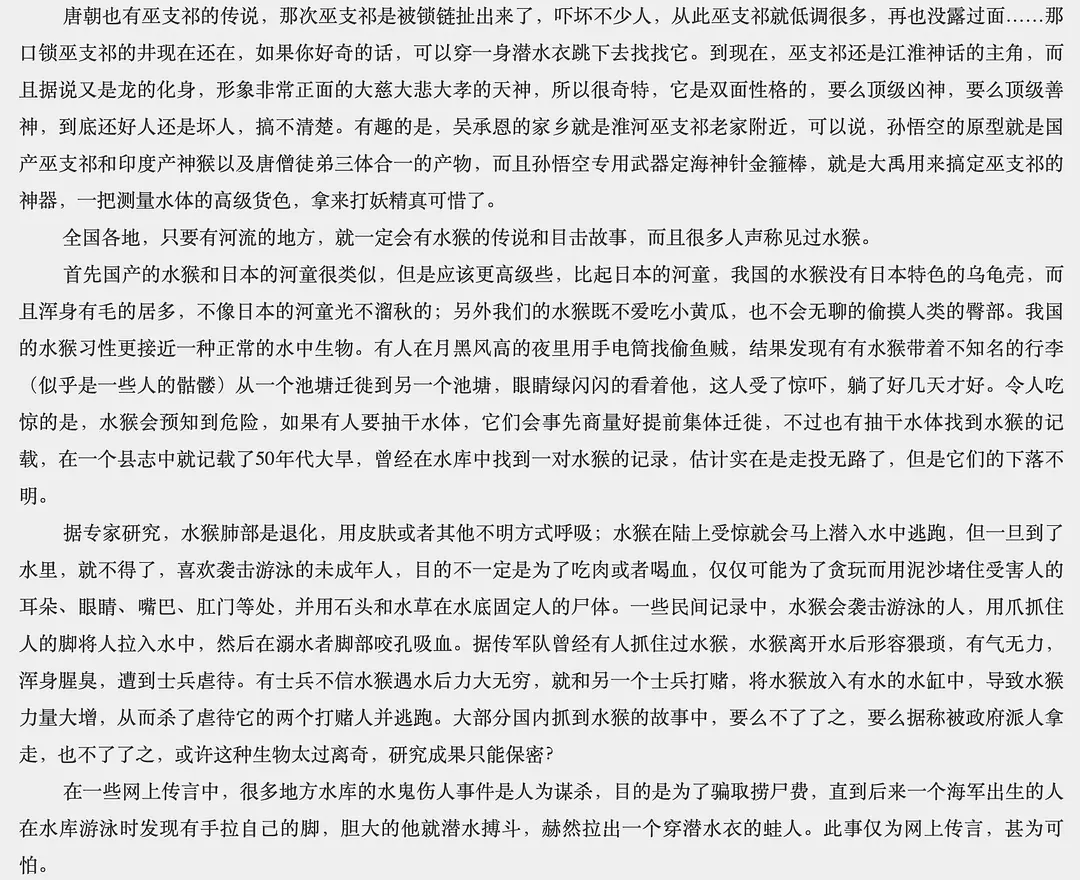 唐朝也有巫支祁的传说，那次巫支祁是被锁链扯出来了，吓坏不少人，从此巫支祁就低调很多，再也没露过面……那
口锁巫支祁的井现在还在，如果你好奇的话，可以穿一身潜水衣跳下去找找它。到现在，巫支祁还是江淮神话的主角，而
且据说又是龙的化身，形象非常正面的大慈大悲大孝的天神，所以很奇特，它是双面性格的，要么顶级凶神，要么顶级善
神，到底还好人还是坏人，搞不清楚。有趣的是，吴承恩的家乡就是淮河巫支祁老家附近，可以说，孙悟空的原型就是国
产巫支祁和印度产神猴以及唐僧徒弟三体合一的产物，而且孙悟空专用武器定海神针金箍棒，就是大禹用来搞定巫支祁的
神器，一把测量水体的高级货色，拿来打妖精真可惜了。
全国各地，只要有河流的地方，就一定会有水猴的传说和目击故事，而且很多人声称见过水猴。
首先国产的水猴和日本的河童很类似，但是应该更高级些，比起日本的河童，我国的水猴没有日本特色的乌龟壳，而
且浑身有毛的居多，不像日本的河童光不溜秋的；另外我们的水猴既不爱吃小黄瓜，也不会无聊的偷摸人类的臀部。我国
的水猴习性更接近一种正常的水中生物。有人在月黑风高的夜里用手电筒找偷鱼贼，结果发现有有水猴带着不知名的行李
（似乎是一些人的骷髅）从一个池塘迁徙到另一个池塘，眼睛绿闪闪的看着他，这人受了惊吓，躺了好几天才好。令人吃
惊的是，水猴会预知到危险，如果有人要抽干水体，它们会事先商量好提前集体迁徙，不过也有抽干水体找到水猴的记
载，在一个县志中就记载了50年代大旱，曾经在水库中找到一对水猴的记录，估计实在是走投无路了，但是它们的下落不
明。
据专家研究，水猴肺部是退化，用皮肤或者其他不明方式呼吸；水猴在陆上受惊就会马上潜入水中逃跑，但一旦到了
水里，就不得了，喜欢袭击游泳的未成年人，目的不一定是为了吃肉或者喝血，仅仅可能为了贪玩而用泥沙堵住受害人的
耳朵、眼睛、嘴巴、肛门等处，并用石头和水草在水底固定人的尸体。一些民间记录中，水猴会袭击游泳的人，用爪抓住
人的脚将人拉入水中，然后在溺水者脚部咬孔吸血。据传军队曾经有人抓住过水猴，水猴离开水后形容猥琐，有气无力，
浑身腥臭，遭到士兵虐待。有士兵不信水猴遇水后力大无穷，就和另一个士兵打赌，将水猴放入有水的水缸中，导致水猴
力量大增，从而杀了虐待它的两个打赌人并逃跑。大部分国内抓到水猴的故事中，要么不了了之，要么据称被政府派人拿
走，也不了了之，或许这种生物太过离奇，研究成果只能保密？
在一些网上传言中，很多地方水库的水鬼伤人事件是人为谋杀，目的是为了骗取捞尸费，直到后来一个海军出生的人
在水库游泳时发现有手拉自己的脚，胆大的他就潜水搏斗，赫然拉出一个穿潜水衣的蛙人。此事仅为网上传言，甚为可
怕。